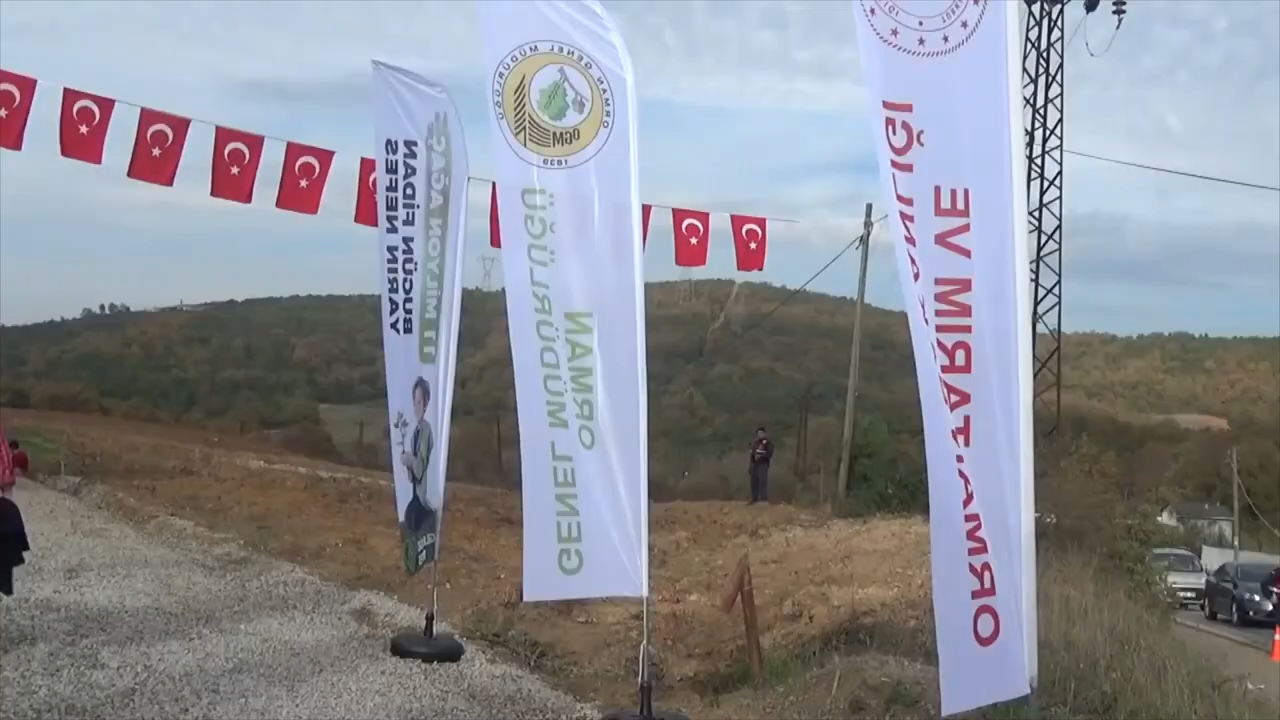 YARIN NEFES
BUGÜN FİDAN
11 MİLYON AĞAÇ
ORMAN GENEL MÜDÜRLÜĞÜ
OGM
1839
ORMAN
GENEL MÜDÜRLÜĞÜ
TARIM VE
ORMAN